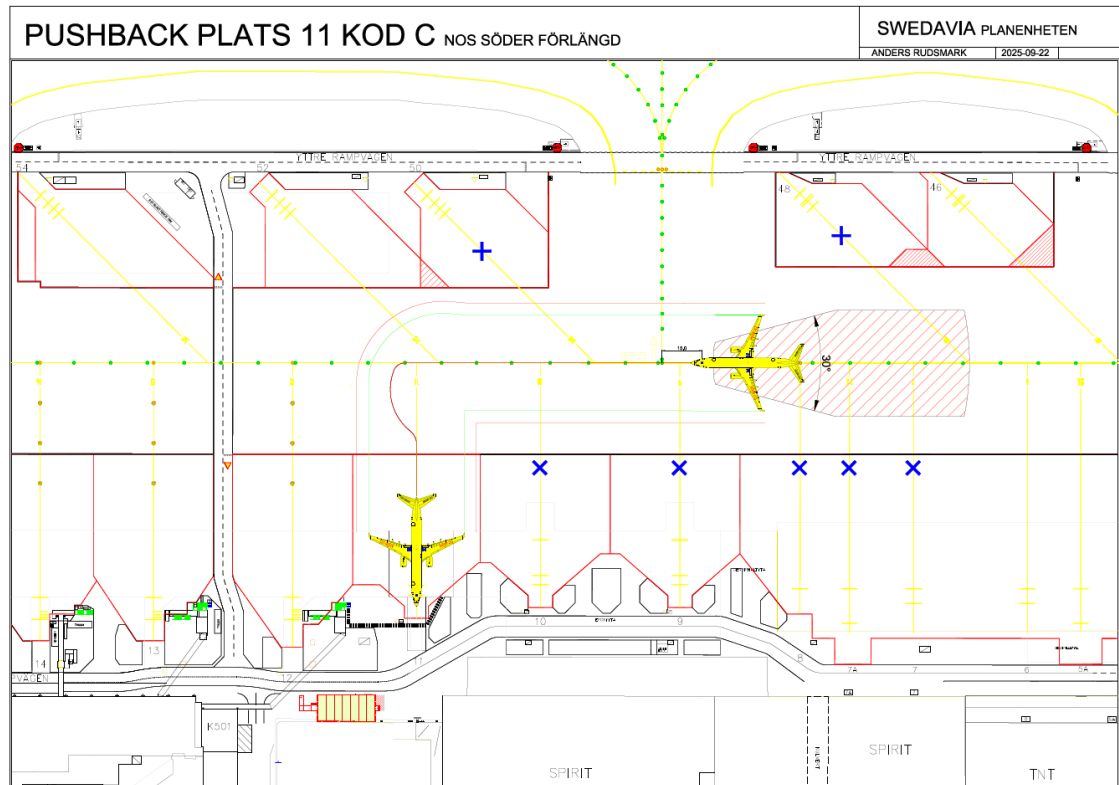 PUSHBACK PLATS 11 KOD C NOS SÖDER FÖRLÄNGD
SWEDAVIA PLANENHETEN
ANDERS RUDSMARK 2025-09-22
YTTRE RAMPVÄGEN
YTTRE RAMPVÄGEN
54
52
50
48
46
30°
14
13
12
11
10
9
8
7A
7
6
5A
K501
SPIRIT
SPIRIT
TNT